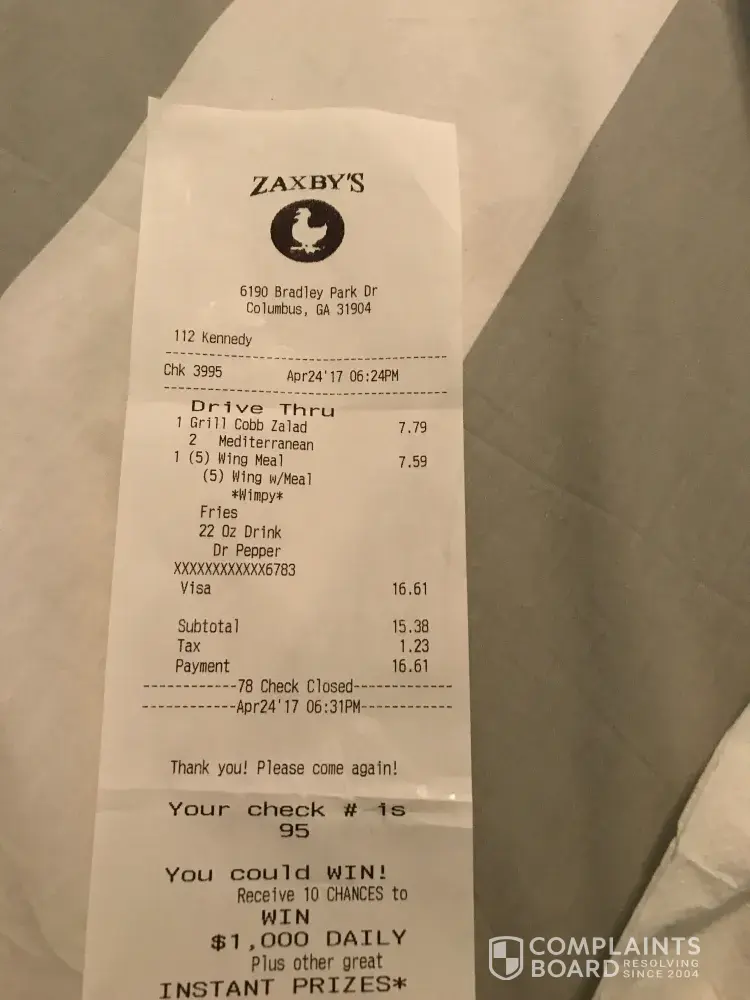 ZAXBY'S
6190 Bradley Park Dr
Columbus, GA 31904
112 Kennedy
Chk 3995 Apr24'17 06:24PM
Drive Thru
1 Grill Cobb Zalad 7.79
2 Mediterranean
1 (5) Wing Meal 7.59
(5) Wing w/Meal
*Wimpy*
Fries
22 Oz Drink
Dr Pepper
XXXXXXXXXXXX6783
Visa 16.61
Subtotal 15.38
Tax 1.23
Payment 16.61
------------78 Check Closed-------------
------------Apr24'17 06:31PM------------
Thank you! Please come again!
Your check # is
95
You could WIN!
Receive 10 CHANCES to
WIN
$1,000 DAILY
Plus other great
INSTANT PRIZES*
COMPLAINTS
BOARD RESOLVING
SINCE 2004